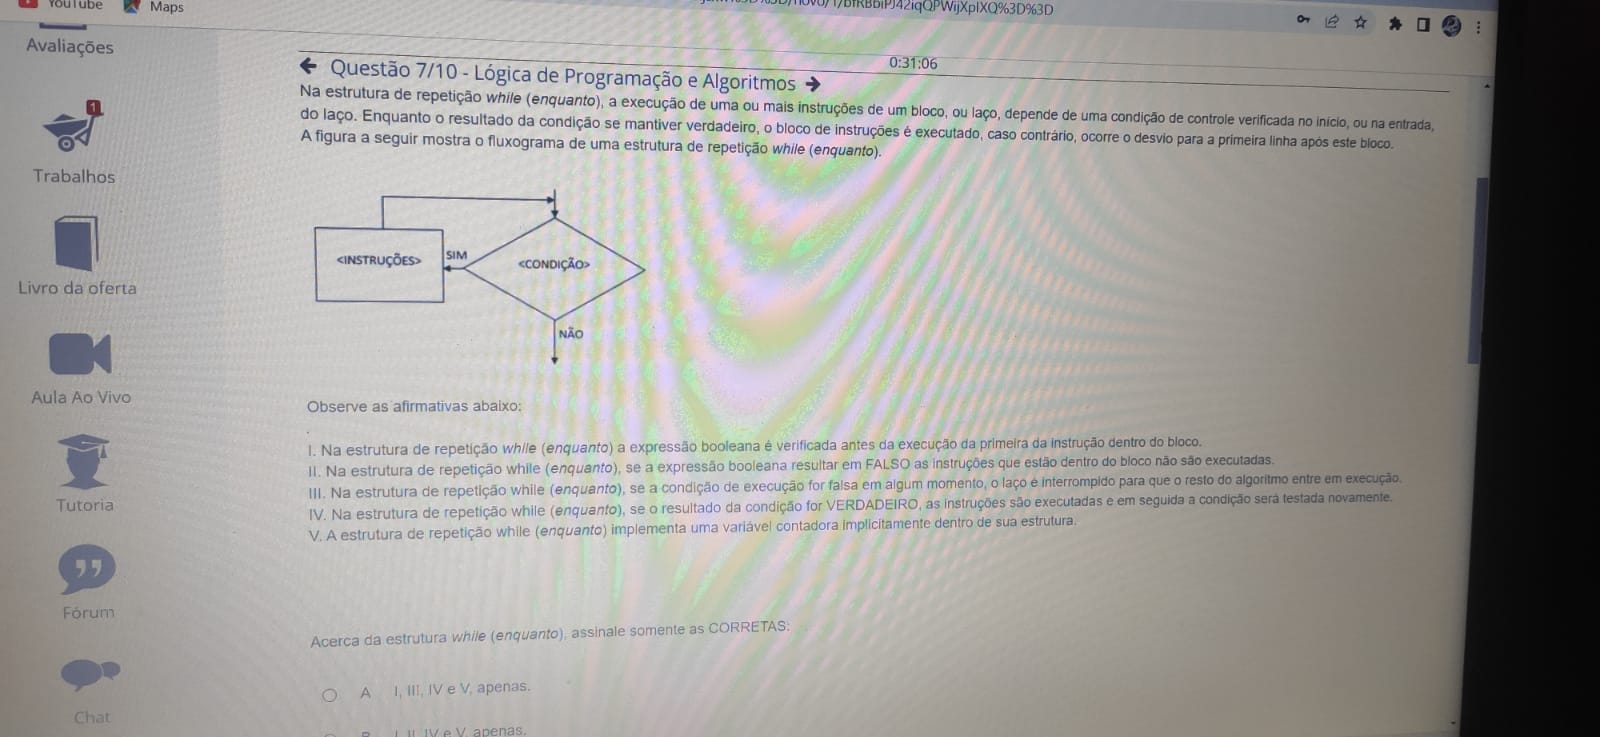 YouTube
Maps
Avaliações
1
Trabalhos
Livro da oferta
Aula Ao Vivo
Tutoria
Fórum
Chat
0:31:06
Questão 7/10 - Lógica de Programação e Algoritmos
Na estrutura de repetição while (enquanto), a execução de uma ou mais instruções de um bloco, ou laço, depende de uma condição de controle verificada no início, ou na entrada,
do laço. Enquanto o resultado da condição se mantiver verdadeiro, o bloco de instruções é executado, caso contrário, ocorre o desvio para a primeira linha após este bloco.
A figura a seguir mostra o fluxograma de uma estrutura de repetição while (enquanto).
<INSTRUÇÕES>
SIM
<CONDIÇÃO>
NÃO
Observe as afirmativas abaixo:
I. Na estrutura de repetição while (enquanto) a expressão booleana é verificada antes da execução da primeira da instrução dentro do bloco.
II. Na estrutura de repetição while (enquanto), se a expressão booleana resultar em FALSO as instruções que estão dentro do bloco não são executadas.
III. Na estrutura de repetição while (enquanto), se a condição de execução for falsa em algum momento, o laço é interrompido para que o resto do algoritmo entre em execução.
IV. Na estrutura de repetição while (enquanto), se o resultado da condição for VERDADEIRO, as instruções são executadas e em seguida a condição será testada novamente.
V. A estrutura de repetição while (enquanto) implementa uma variável contadora implicitamente dentro de sua estrutura.
Acerca da estrutura while (enquanto), assinale somente as CORRETAS:
A I, III, IV e V, apenas.
B I, II, IV e V, apenas.